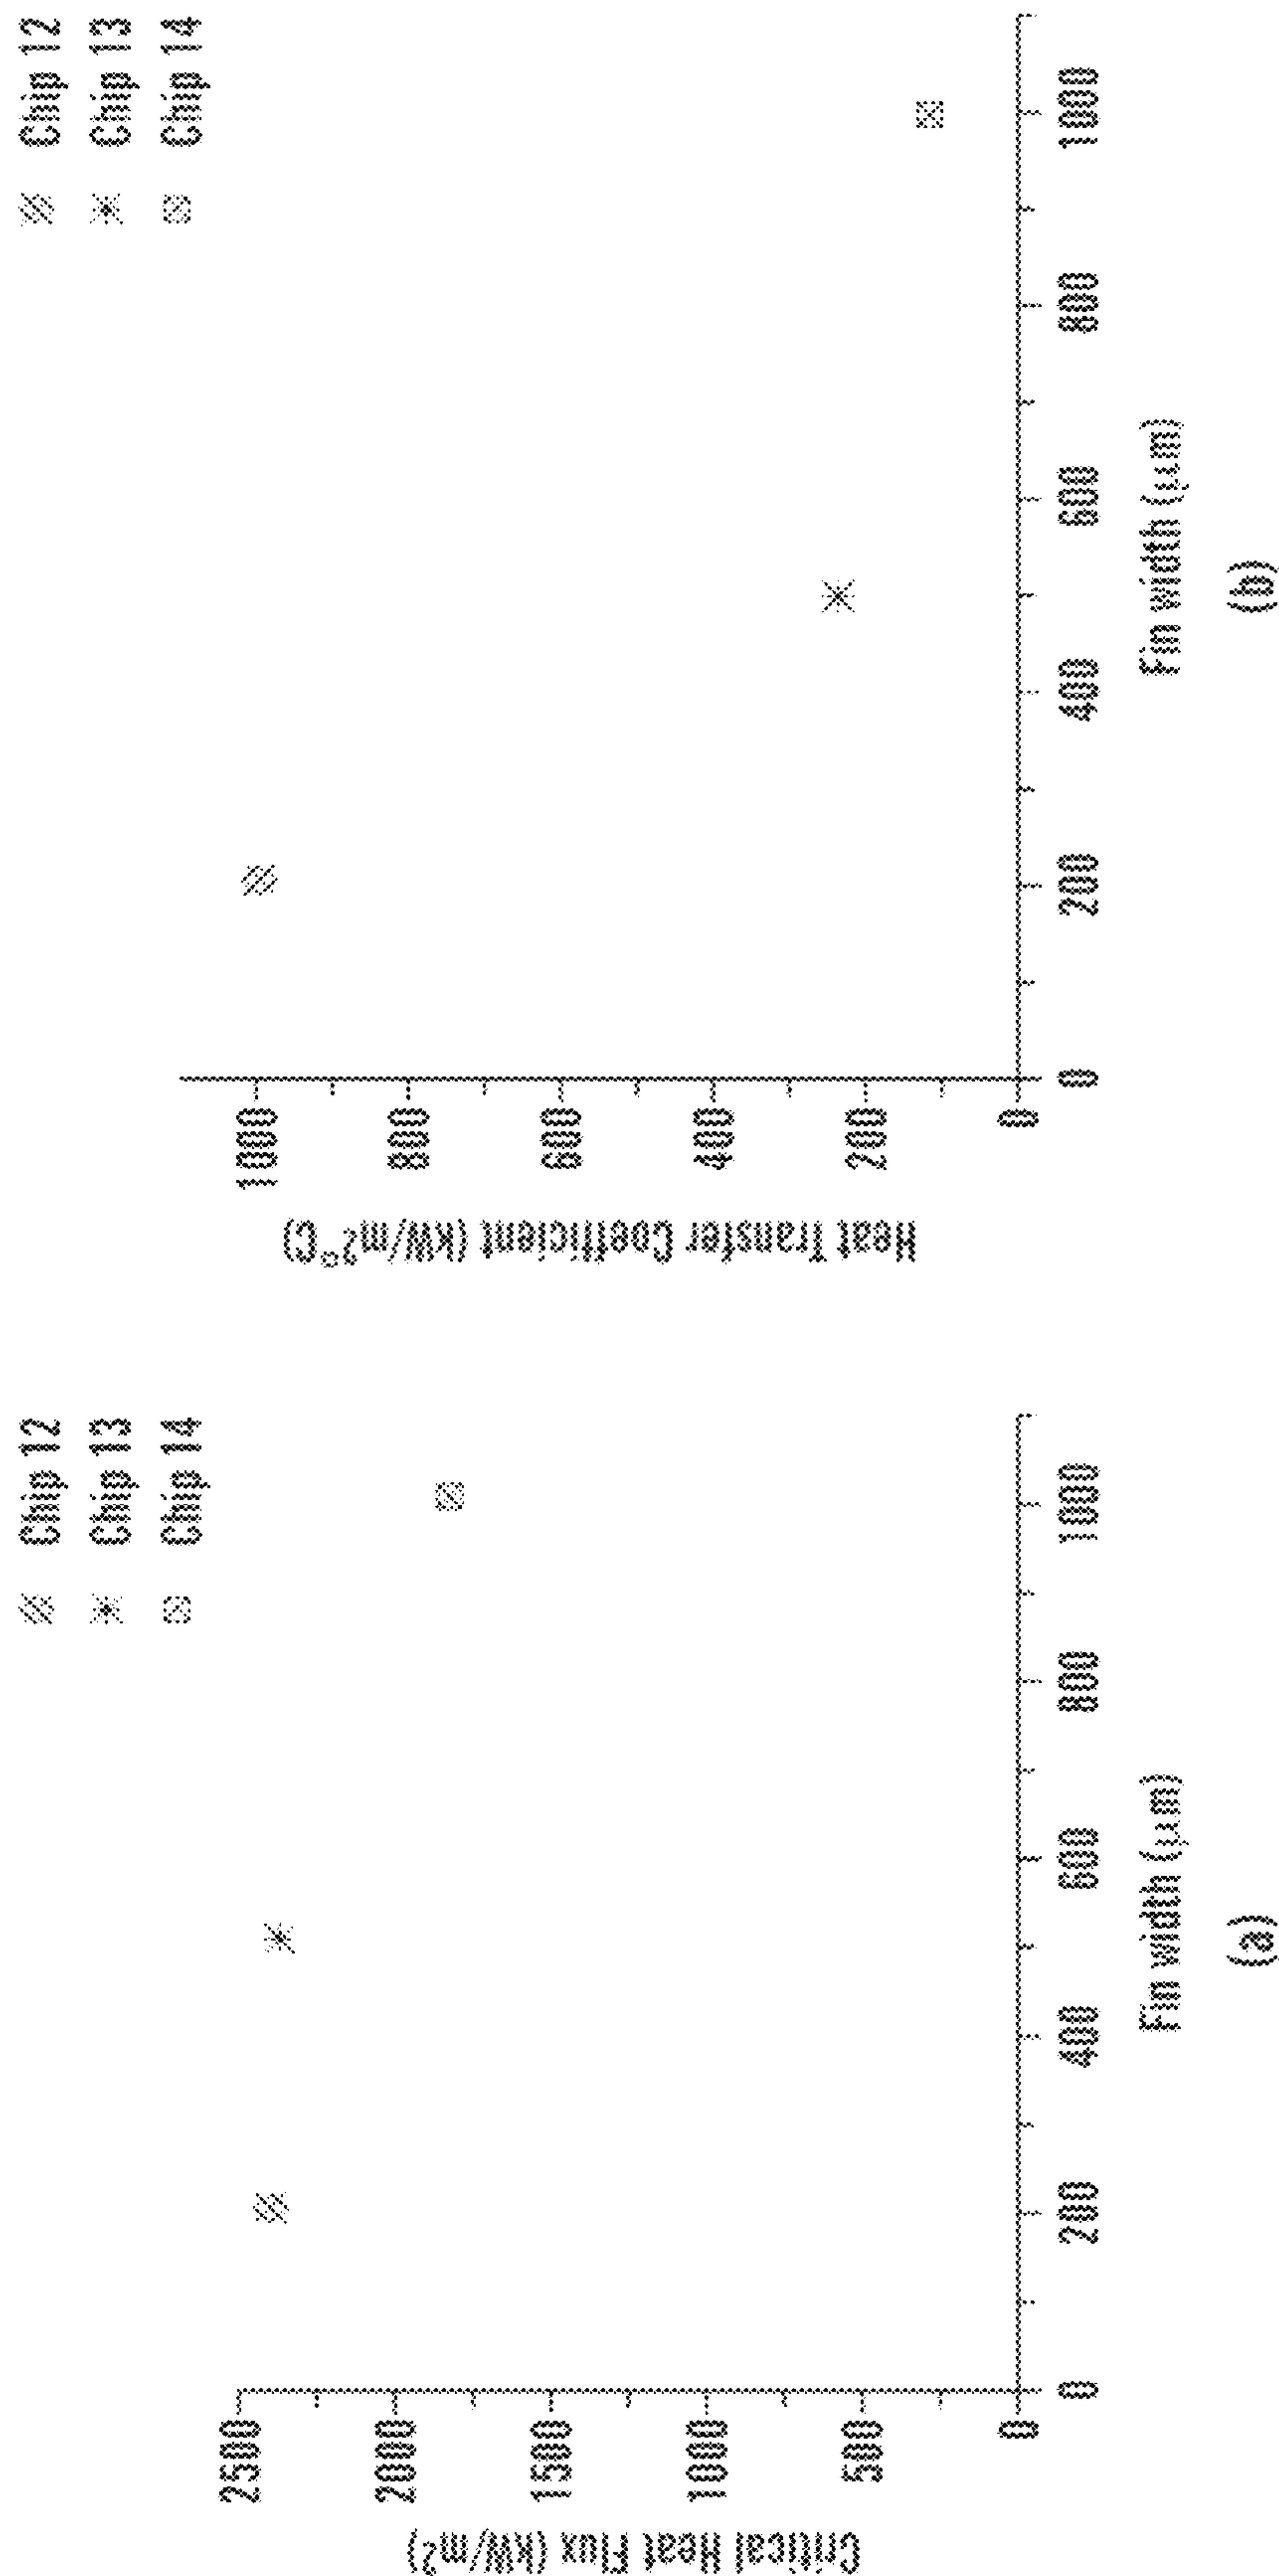 Chip 12
Chip 13
Chip 14
Critical Heat Flux (kW/m²)
2500
2000
1500
1000
500
0
0
200
400
600
800
1000
Fin width (μm)
(a)
Chip 12
Chip 13
Chip 14
Heat Transfer Coefficient (kW/m²°C)
1000
800
600
400
200
0
0
200
400
600
800
1000
Fin width (μm)
(b)